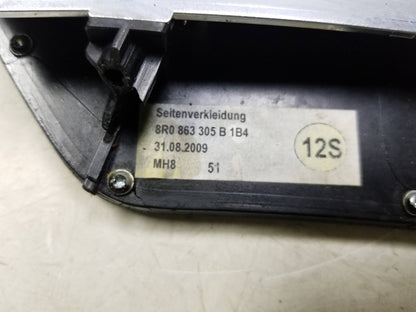 Seitenverkleidung
8R0 863 305 B 1B4
31.08.2009
MH8 51
12S